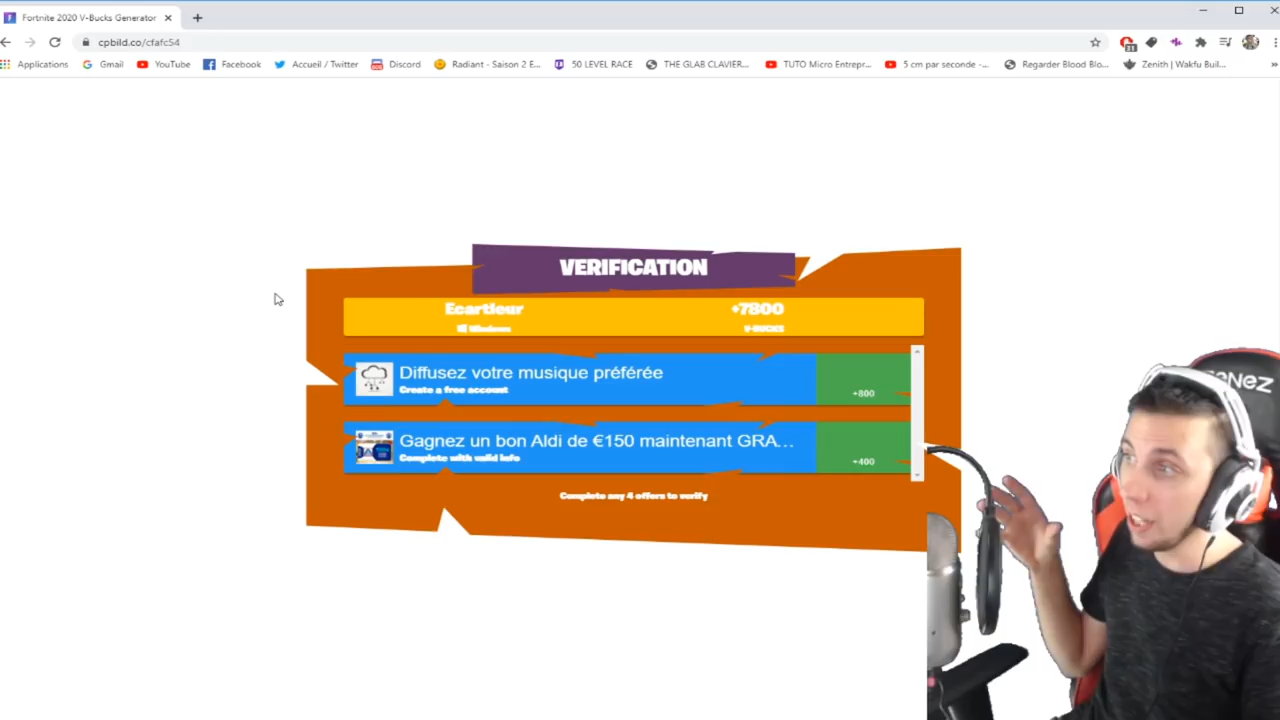 Fortnite 2020 V-Bucks Generator
cpbild.co/cfafc54
Applications Gmail YouTube Facebook Accueil / Twitter Discord Radiant - Saison 2 E... 50 LEVEL RACE THE GLAB CLAVIER... TUTO Micro Entrepr... 5 cm par seconde -... Regarder Blood Blo... Zenith | Wakfu Buil... »
VERIFICATION
Ecartieur +7800
Windows V-BUCKS
Diffusez votre musique préférée
Create a free account
+800
Gagnez un bon Aldi de €150 maintenant GRA...
Complete with valid info
+400
Complete any 4 offers to verify